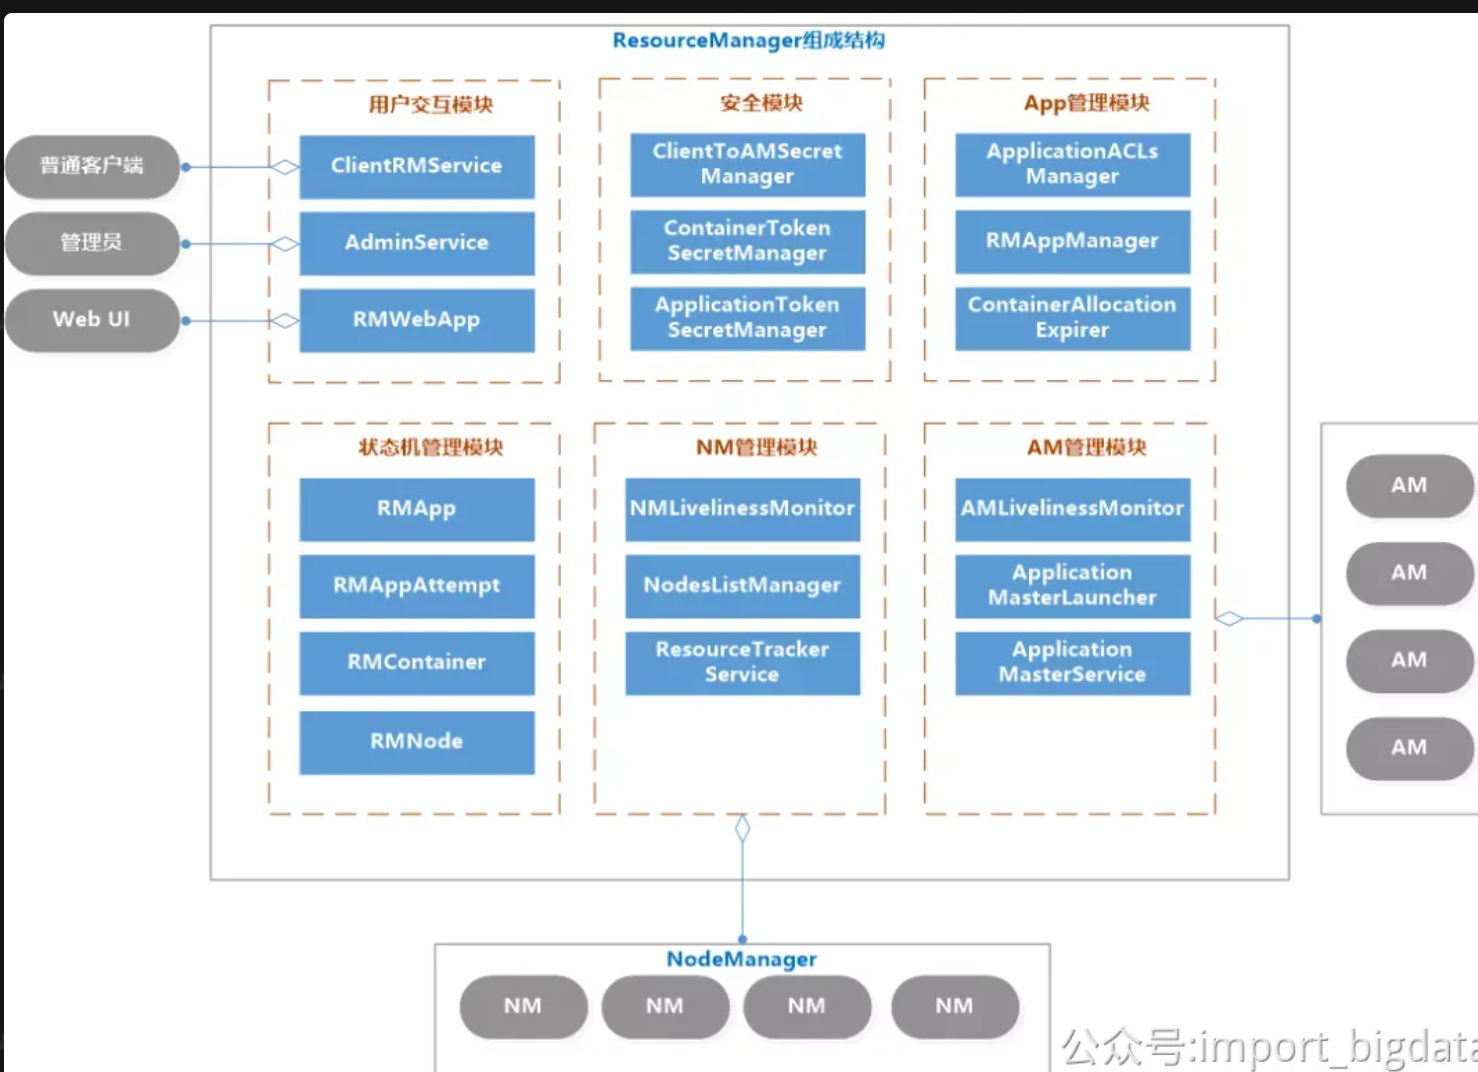 ResourceManager组成结构
用户交互模块
普通客户端
ClientRMService
管理员
AdminService
Web UI
RMWebApp
安全模块
ClientToAMSecret
Manager
ContainerToken
SecretManager
ApplicationToken
SecretManager
App管理模块
ApplicationACLs
Manager
RMAppManager
ContainerAllocation
Expirer
状态机管理模块
RMApp
RMAppAttempt
RMContainer
RMNode
NM管理模块
NMLivelinessMonitor
NodesListManager
ResourceTracker
Service
AM管理模块
AMLivelinessMonitor
Application
MasterLauncher
Application
MasterService
AM
AM
AM
AM
NodeManager
NM
NM
NM
NM
公众号:import_bigdata